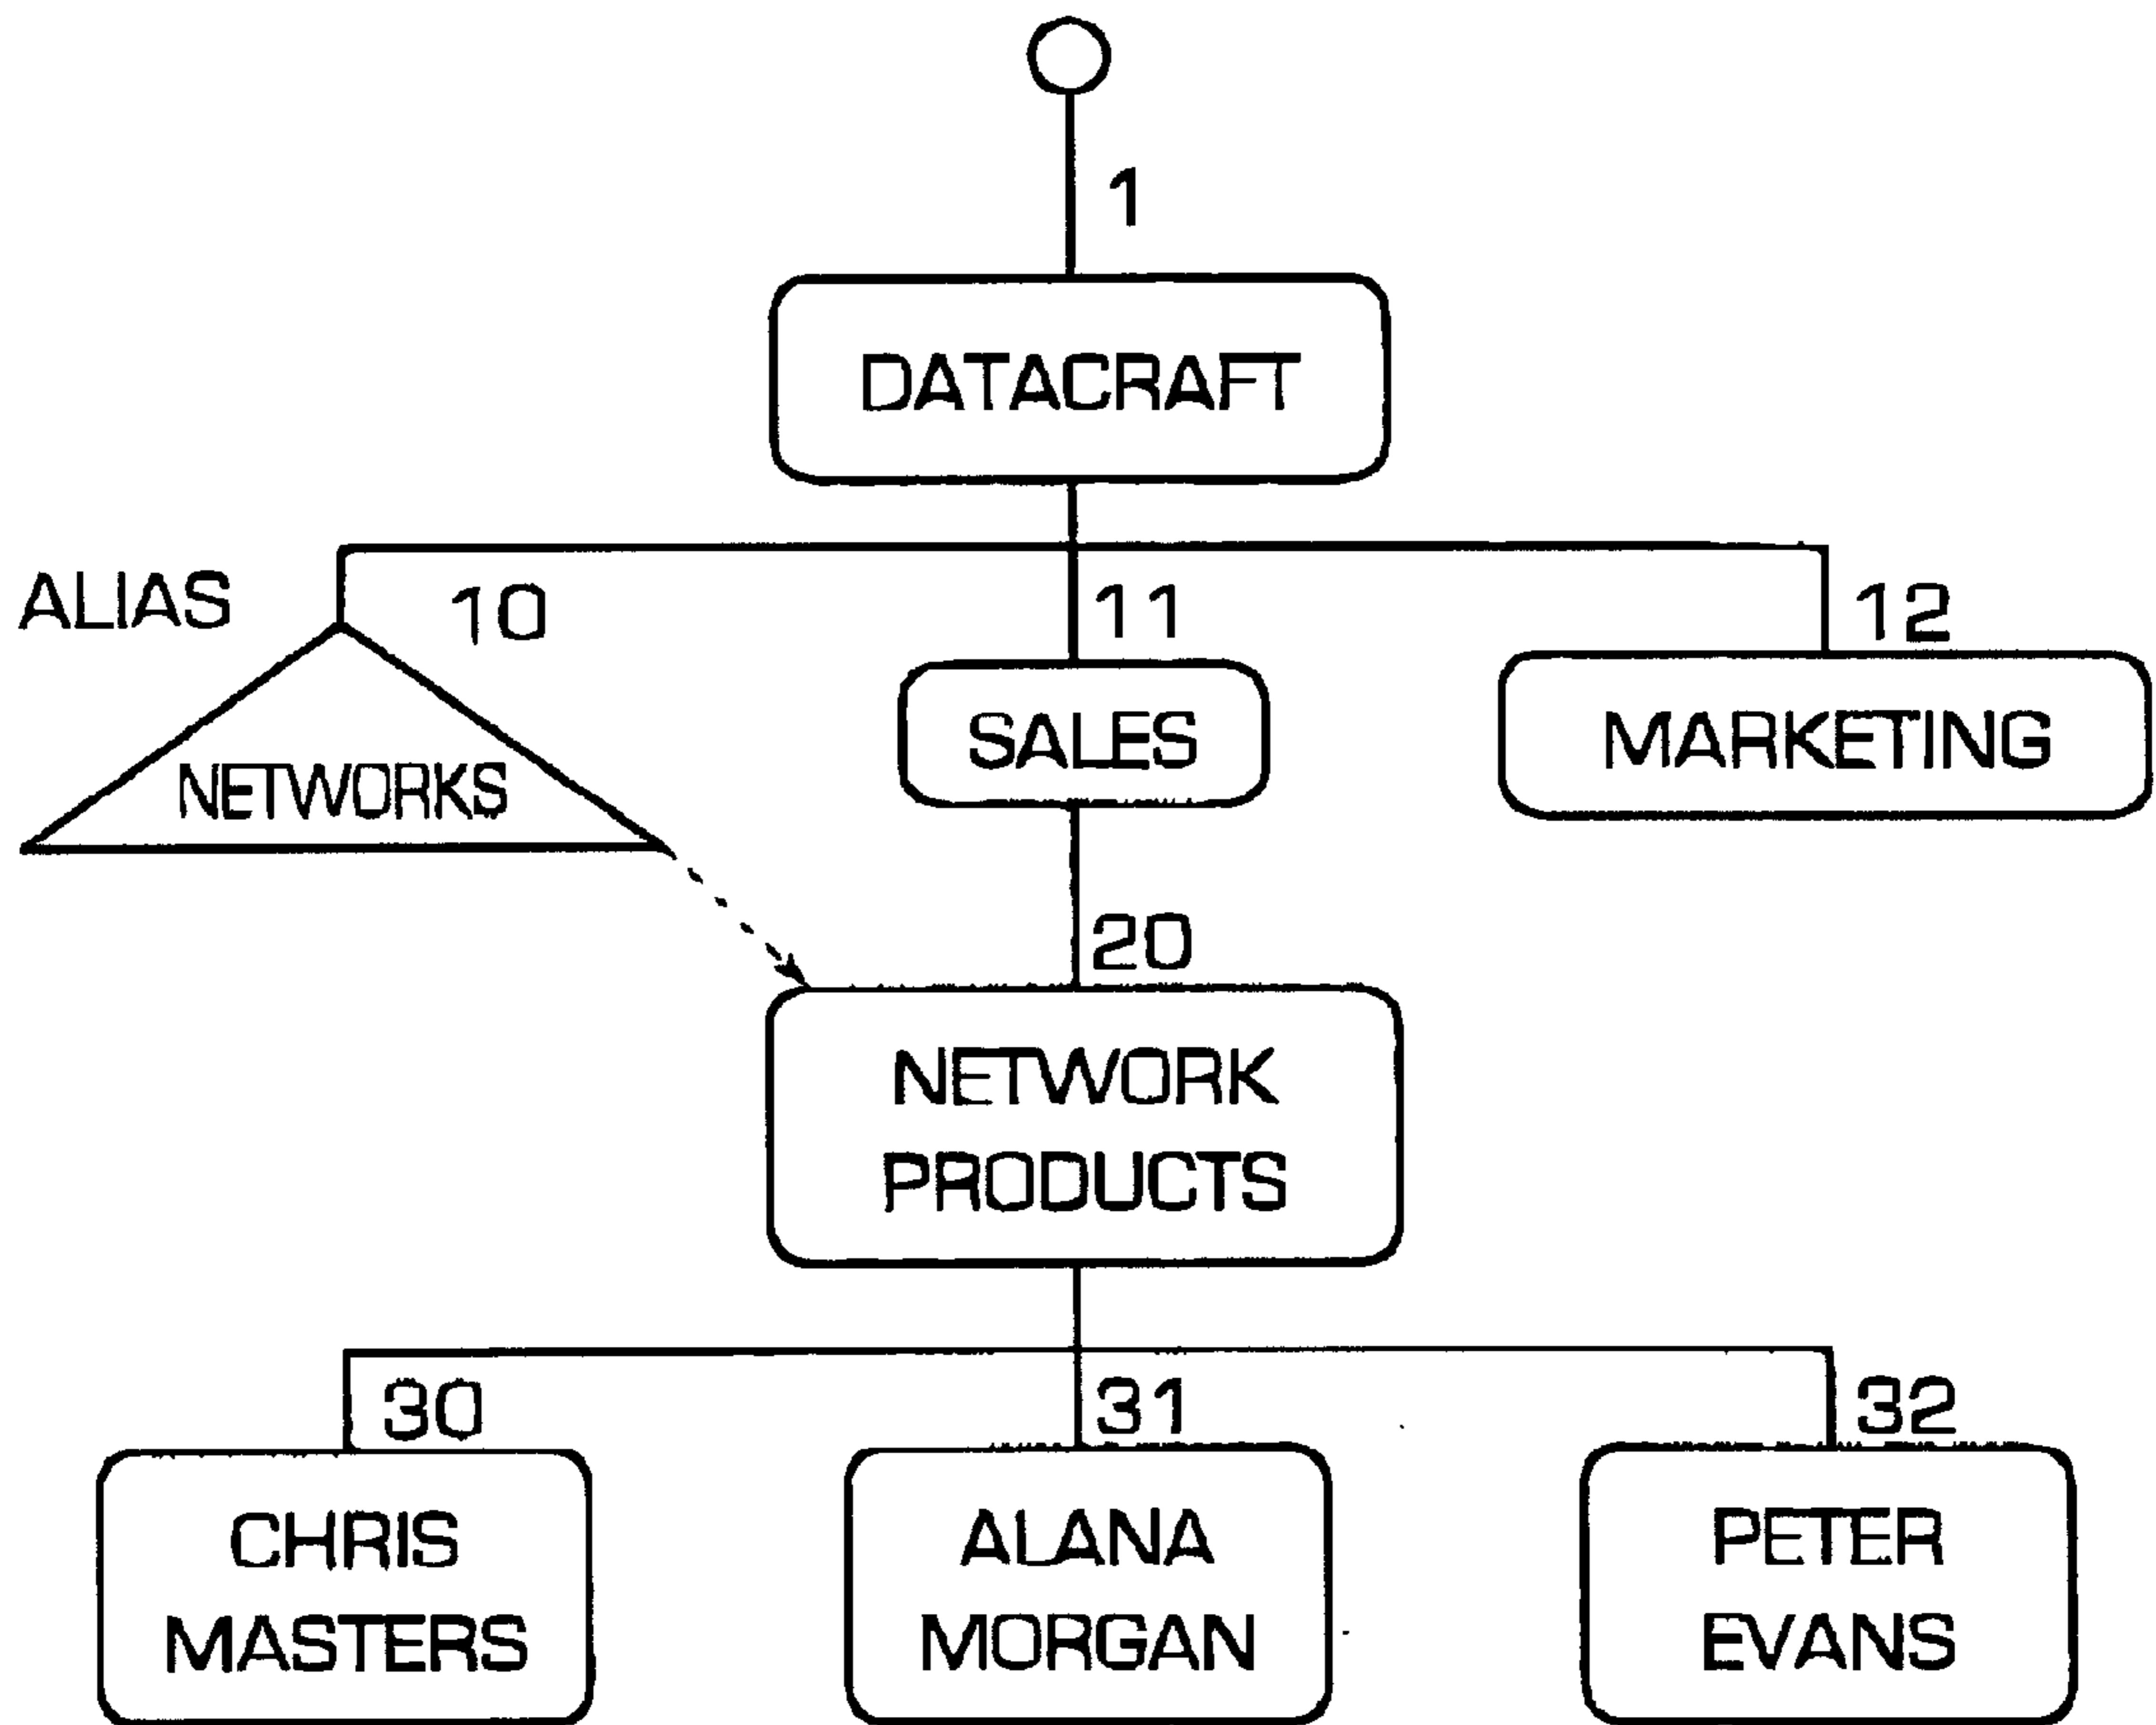 1
DATACRAFT
ALIAS
10
11
12
NETWORKS
SALES
MARKETING
20
NETWORK
PRODUCTS
30
31
32
CHRIS
MASTERS
ALANA
MORGAN
PETER
EVANS